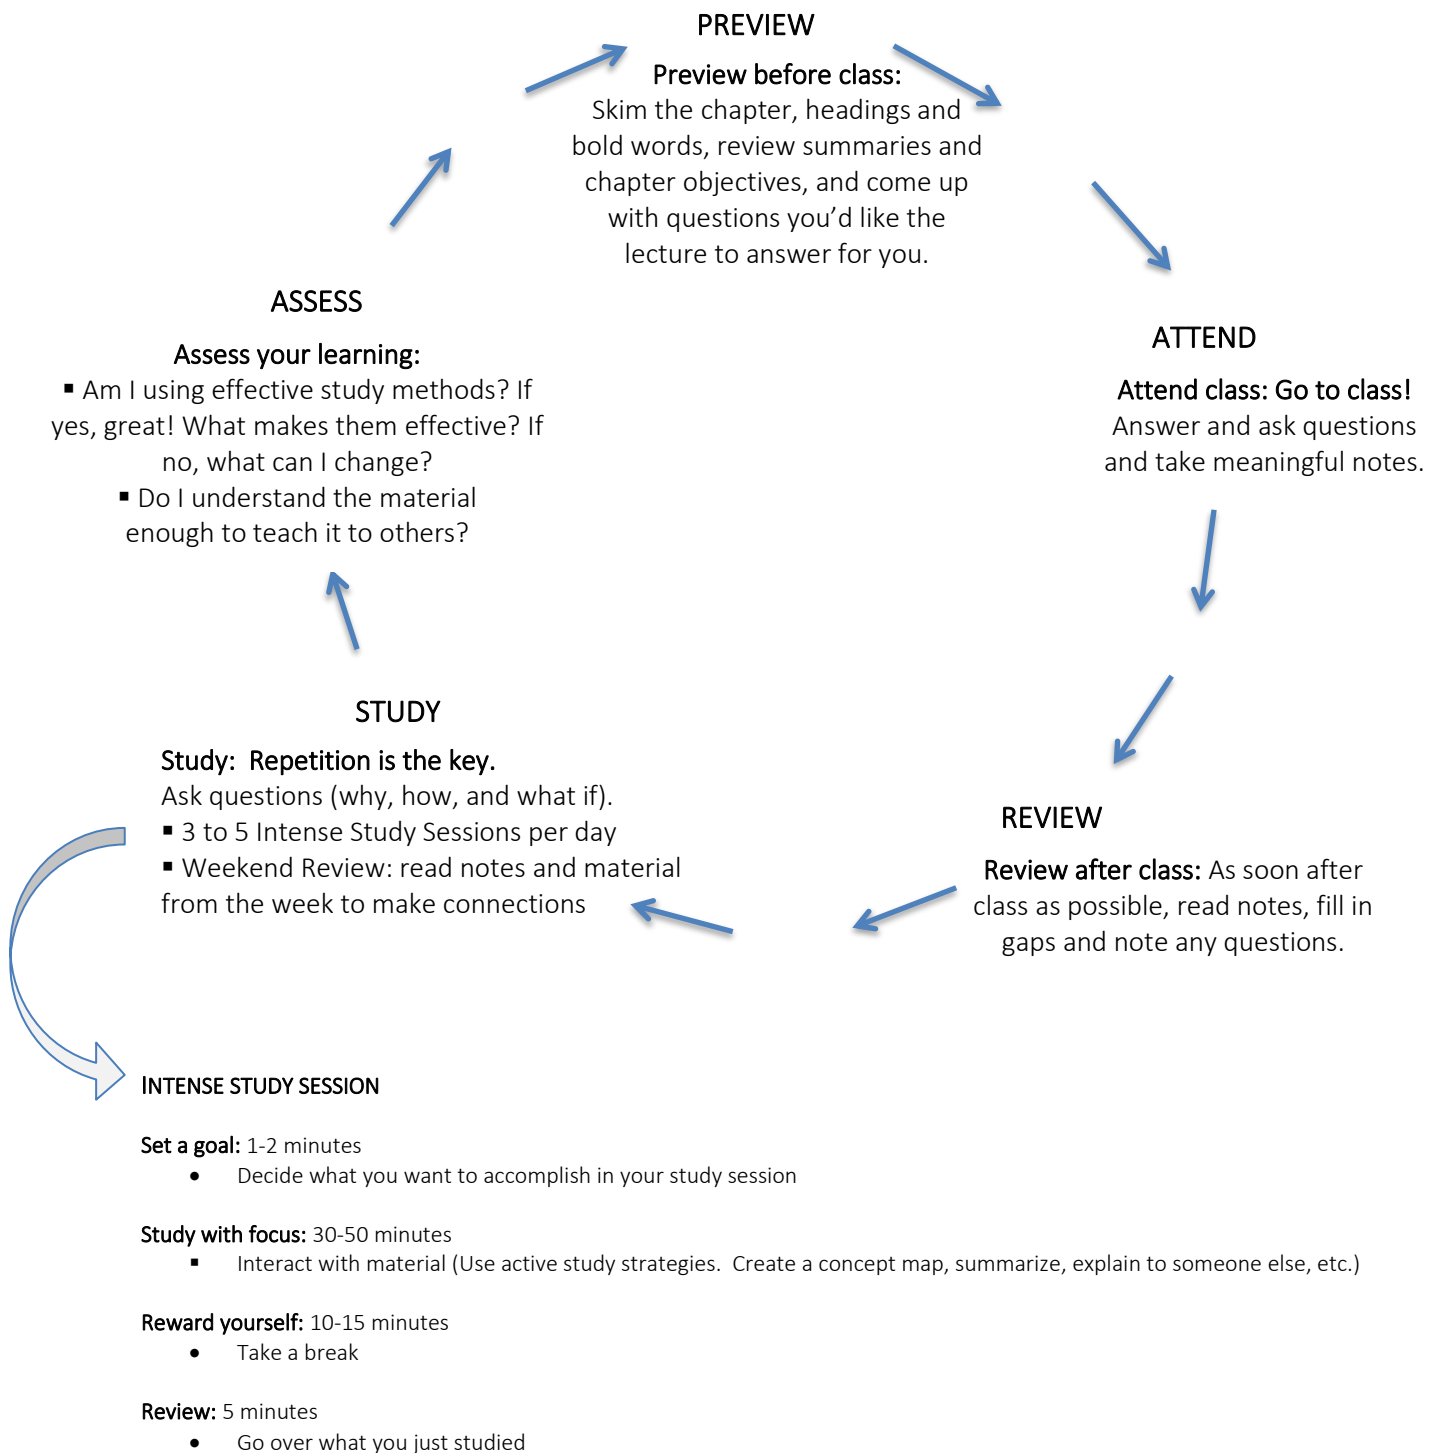 PREVIEW
Preview before class:
Skim the chapter, headings and
bold words, review summaries and
chapter objectives, and come up
with questions you’d like the
lecture to answer for you.
ATTEND
Attend class: Go to class!
Answer and ask questions
and take meaningful notes.
REVIEW
Review after class: As soon after
class as possible, read notes, fill in
gaps and note any questions.
STUDY
Study:  Repetition is the key.
Ask questions (why, how, and what if).
▪ 3 to 5 Intense Study Sessions per day
▪ Weekend Review: read notes and material
from the week to make connections
ASSESS
Assess your learning:
▪ Am I using effective study methods? If
yes, great! What makes them effective? If
no, what can I change?
▪ Do I understand the material
enough to teach it to others?
INTENSE STUDY SESSION
Set a goal: 1-2 minutes
• Decide what you want to accomplish in your study session
Study with focus: 30-50 minutes
▪ Interact with material (Use active study strategies.  Create a concept map, summarize, explain to someone else, etc.)
Reward yourself: 10-15 minutes
• Take a break
Review: 5 minutes
• Go over what you just studied